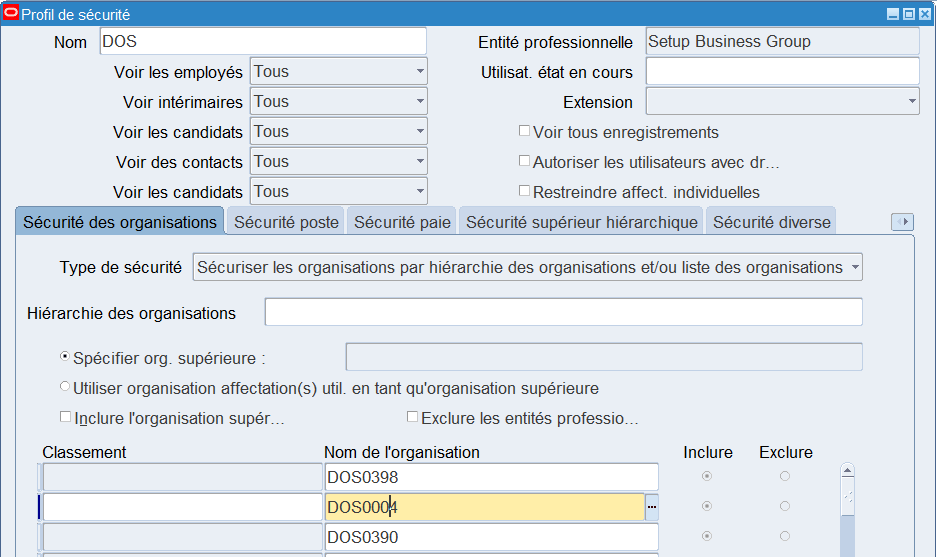 Profil de sécurité
Nom DOS Entité professionnelle Setup Business Group
Voir les employés Tous Utilisat. état en cours
Voir intérimaires Tous Extension
Voir les candidats Tous Voir tous enregistrements
Voir des contacts Tous Autoriser les utilisateurs avec dr...
Voir les candidats Tous Restreindre affect. individuelles
Sécurité des organisations Sécurité poste Sécurité paie Sécurité supérieur hiérarchique Sécurité diverse
Type de sécurité Sécuriser les organisations par hiérarchie des organisations et/ou liste des organisations
Hiérarchie des organisations
Spécifier org. supérieure :
Utiliser organisation affectation(s) util. en tant qu'organisation supérieure
Inclure l'organisation supér... Exclure les entités professio...
Classement Nom de l'organisation Inclure Exclure
DOS0398
DOS0004
DOS0390